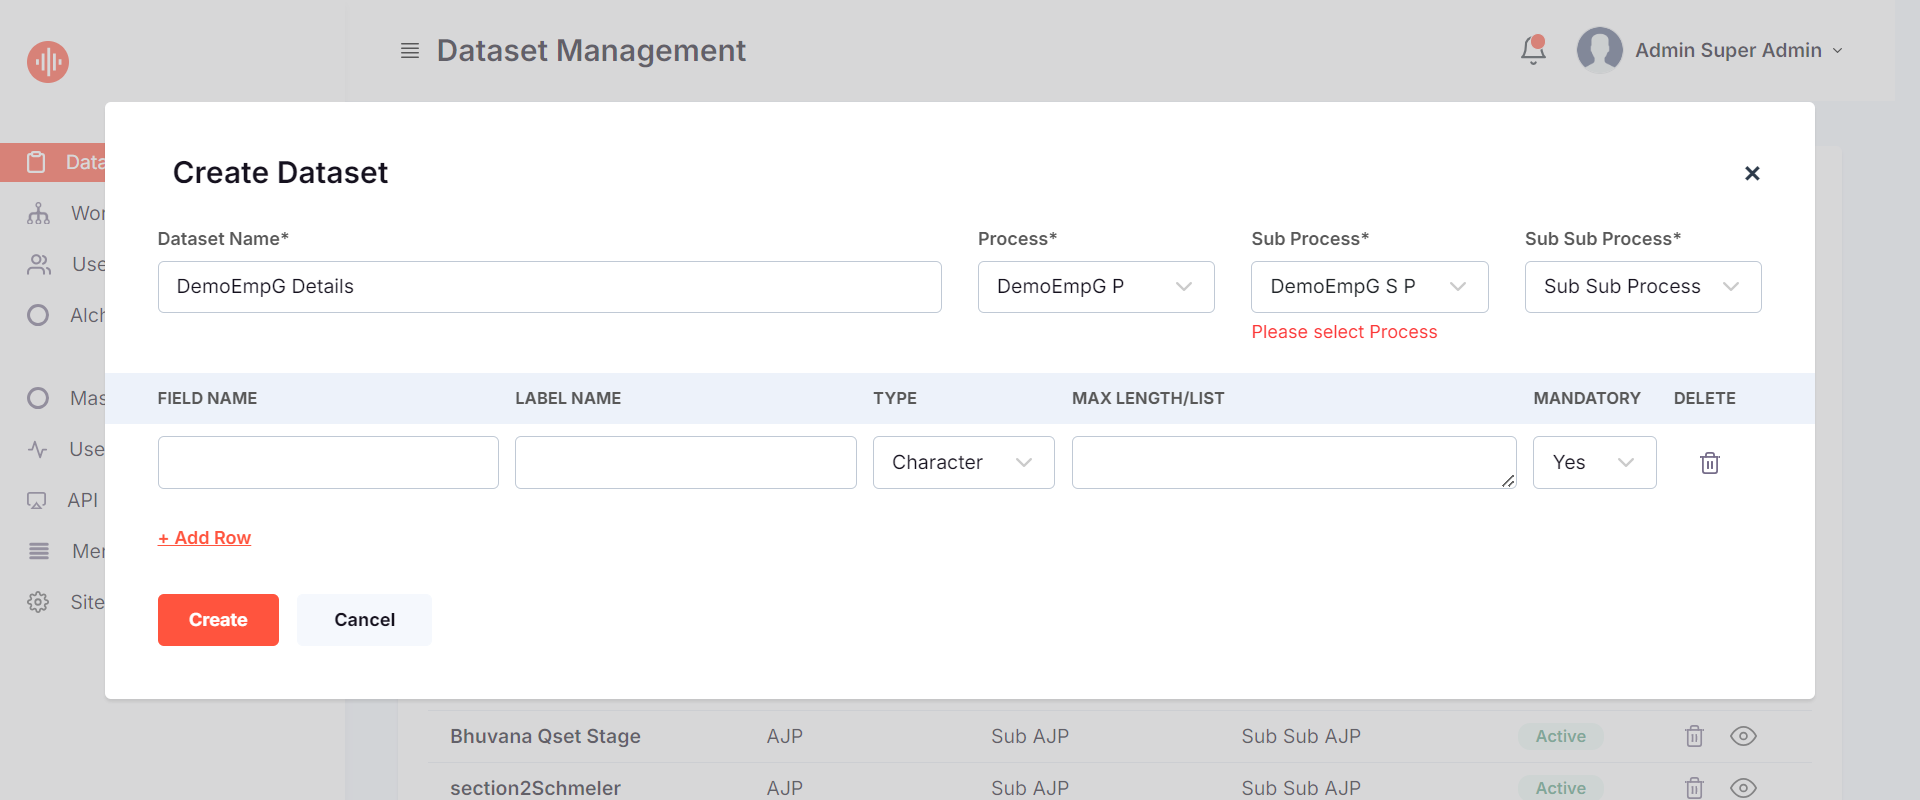 Dataset Management
Admin Super Admin
Data
Wor
Use
Alch
Mas
Use
API
Mer
Site
Create Dataset
Dataset Name*
Process*
Sub Process*
Sub Sub Process*
DemoEmpG Details
DemoEmpG P
DemoEmpG S P
Sub Sub Process
Please select Process
FIELD NAME
LABEL NAME
TYPE
MAX LENGTH/LIST
MANDATORY
DELETE
Character
Yes
+ Add Row
Create
Cancel
Bhuvana Qset Stage
AJP
Sub AJP
Sub Sub AJP
Active
section2Schmeler
AJP
Sub AJP
Sub Sub AJP
Active